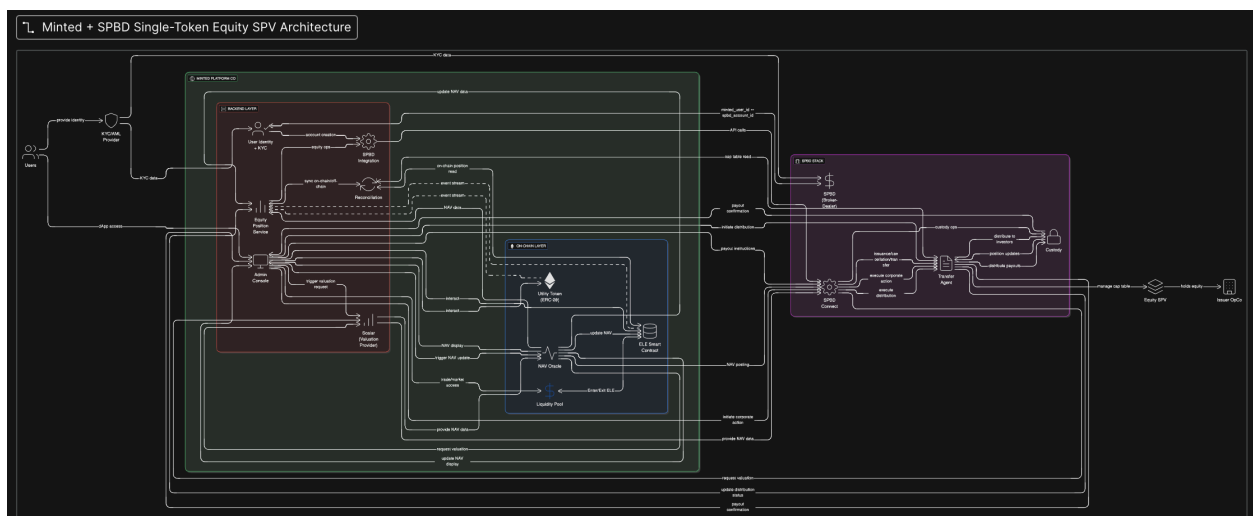 Minted + SPBD Single-Token Equity SPV Architecture
KYC data
MINTED PLATFORM CO
update NAV data
BACKEND LAYER
provide identity
KYC/AML
Provider
Users
User Identity
+ KYC
account creation
equity ops
SPBD
Integration
minted_user_id ↔
spbd_account_id
API calls
cap table read
KYC data
sync on-chain/off-
chain
Reconciliation
on-chain position
read
event stream
event stream
NAV data
SPBD STACK
SPBD
(Broker-
Dealer)
Equity
Position
Service
dApp access
payout
confirmation
initiate distribution
payout instructions
custody ops
distribute to
investors
Custody
position updates
distribute payouts
Admin
Console
ON CHAIN LAYER
Utility Token
(ERC-20)
trigger valuation
request
execute corporate
action
execute
distribution
Transfer
Agent
SPBD
Connect
manage cap table
Equity SPV
holds equity
Issuer OpCo
interact
interact
Scalar
(Valuation
Provider)
update NAV
ELE Smart
Contract
NAV display
trigger NAV update
NAV Oracle
NAV posting
trade/market
access
Enter/Exit ELE
Liquidity Pool
initiate corporate
action
provide NAV data
provide NAV data
request valuation
update NAV
display
request valuation
update distribution
status
payout
confirmation